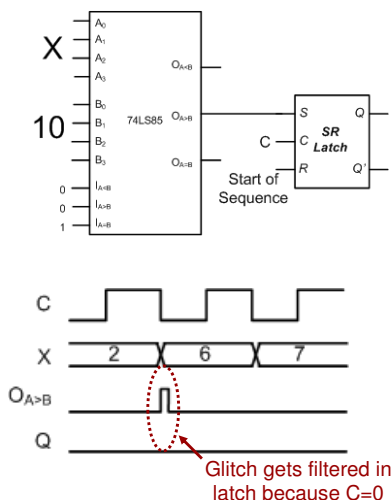 X
10
A0
A1
A2
A3
B0
B1
B2
B3
0 IA<B
0 IA>B
1 IA=B
74LS85
OA<B
OA>B
OA=B
C
Start of
Sequence
S Q
C SR
Latch
R Q'
C
X 2 6 7
OA>B
Q
Glitch gets filtered in
latch because C=0